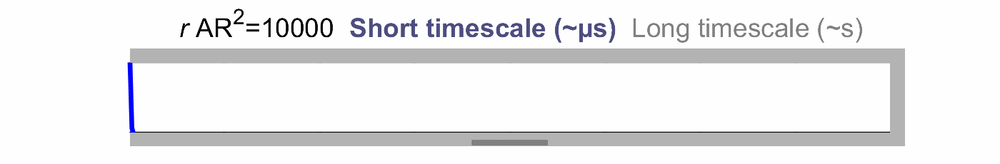 r AR²=10000 Short timescale (~µs) Long timescale (~s)